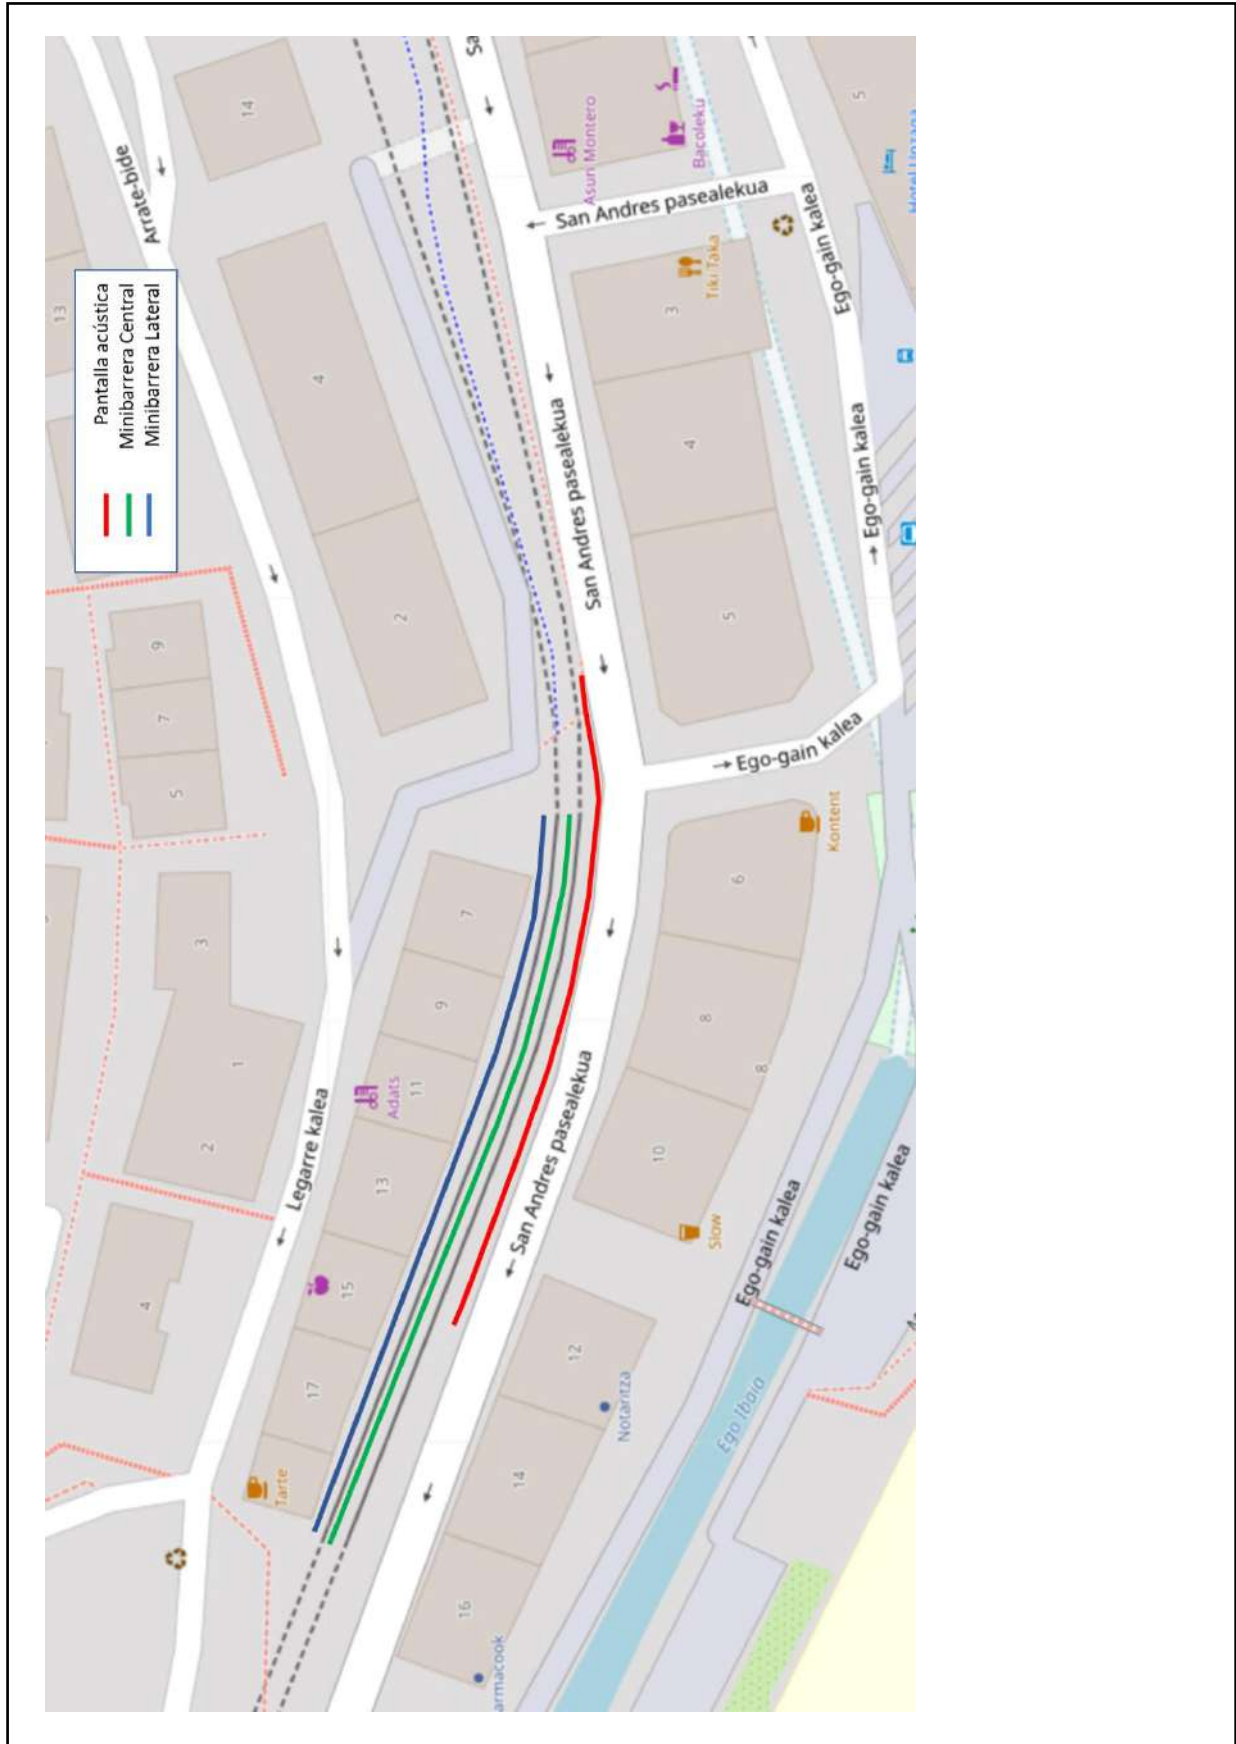 Pantalla acústica
Minibarrera Central
Minibarrera Lateral
13
Arrate-bide
14
Sa
Asun Montero
Bacoleku
5
San Andres pasealekua
Ego-gain kalea
Tiki Taka
3
4
4
San Andres pasealekua
Ego-gain kalea
2
5
9
7
5
Ego-gain kalea
Kontent
3
7
6
9
1
Adats
11
8
8
2
Legarre kalea
13
San Andres pasealekua
10
Slow
Ego-gain kalea
Ego-gain kalea
4
15
12
Notaritza
17
Ego Ibaia
Tarte
14
16
armacook